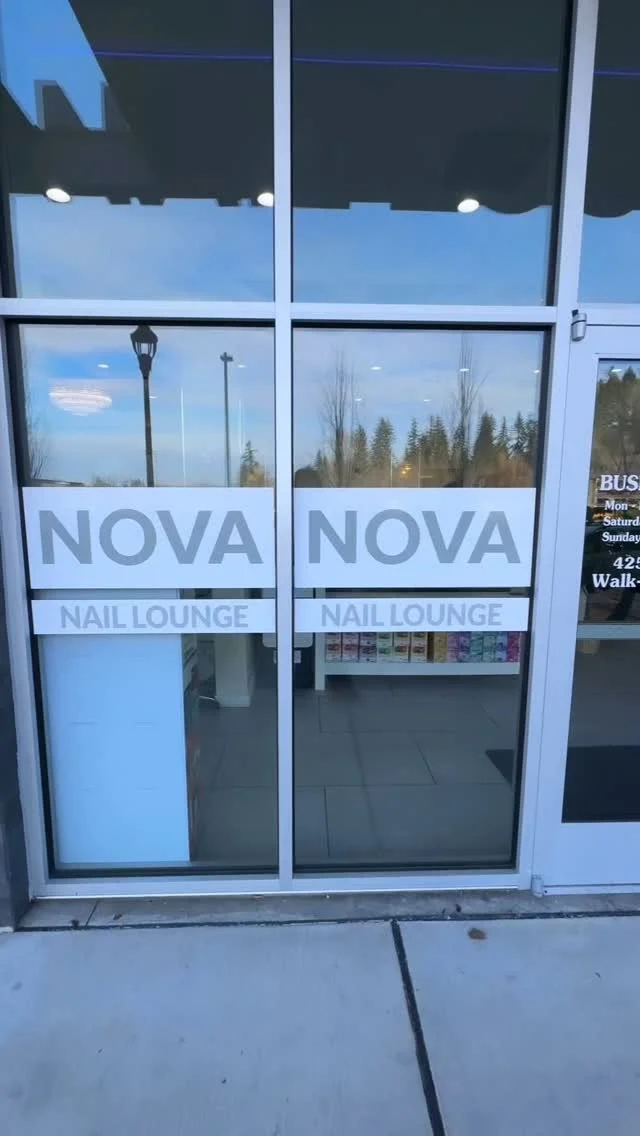 NOVA
NAIL LOUNGE
NOVA
NAIL LOUNGE
BUS
Mon -
Saturd
Sunday
425
Walk-